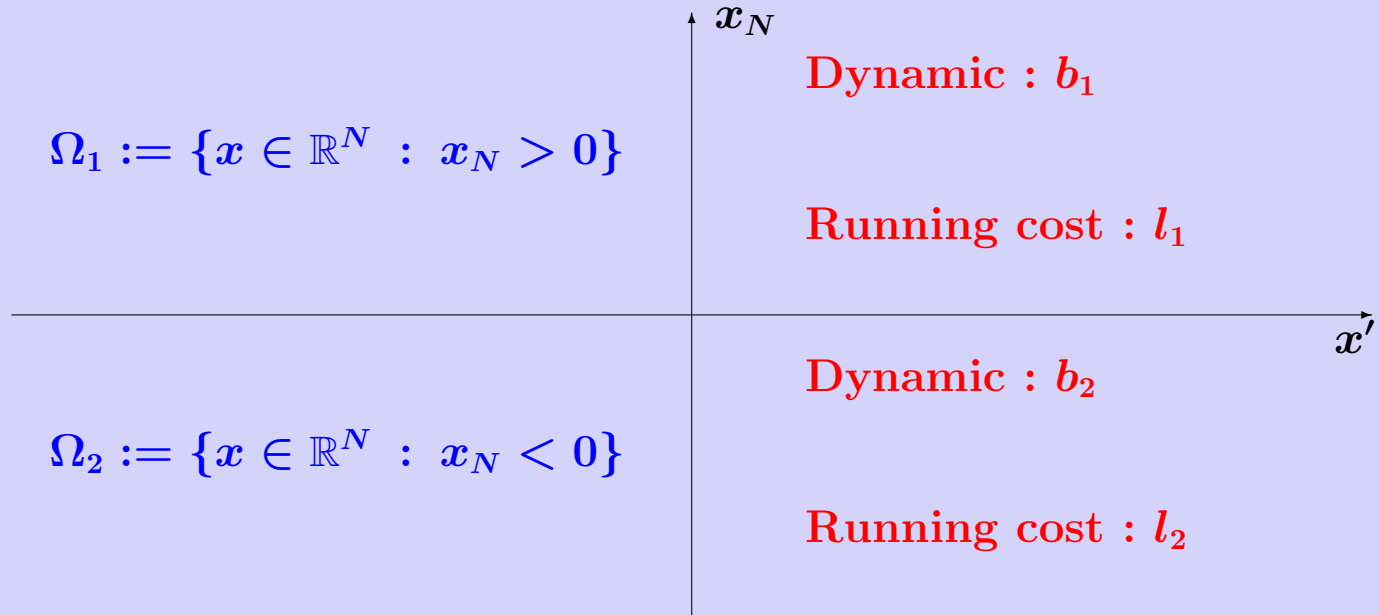 x_N
Dynamic : b_1
Ω_1 := {x ∈ ℝ^N : x_N > 0}
Running cost : l_1
x'
Dynamic : b_2
Ω_2 := {x ∈ ℝ^N : x_N < 0}
Running cost : l_2